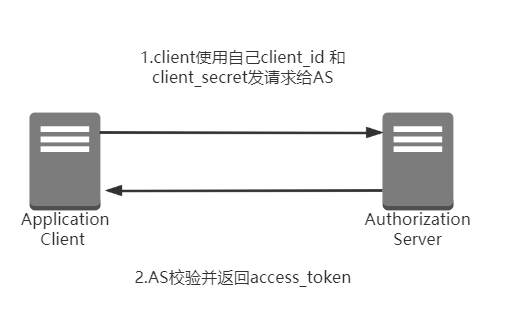 1.client使用自己client_id 和
client_secret发请求给AS
Application
Client
Authorization
Server
2.AS校验并返回access_token